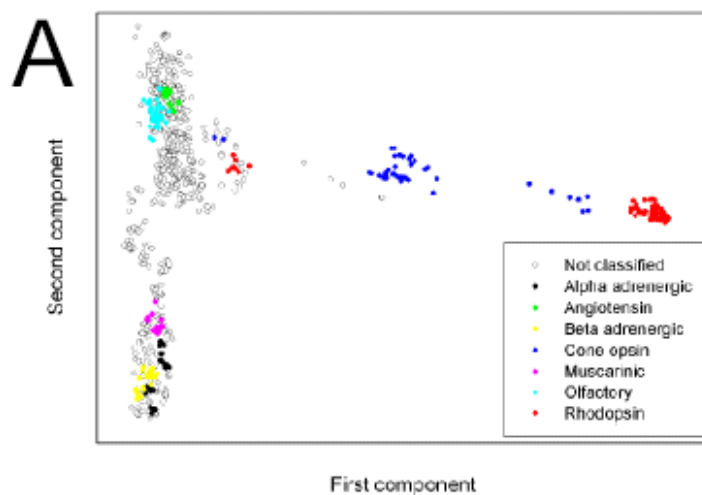 A
Second component
Not classified
Alpha adrenergic
Angiotensin
Beta adrenergic
Cone opsin
Muscarinic
Olfactory
Rhodopsin
First component